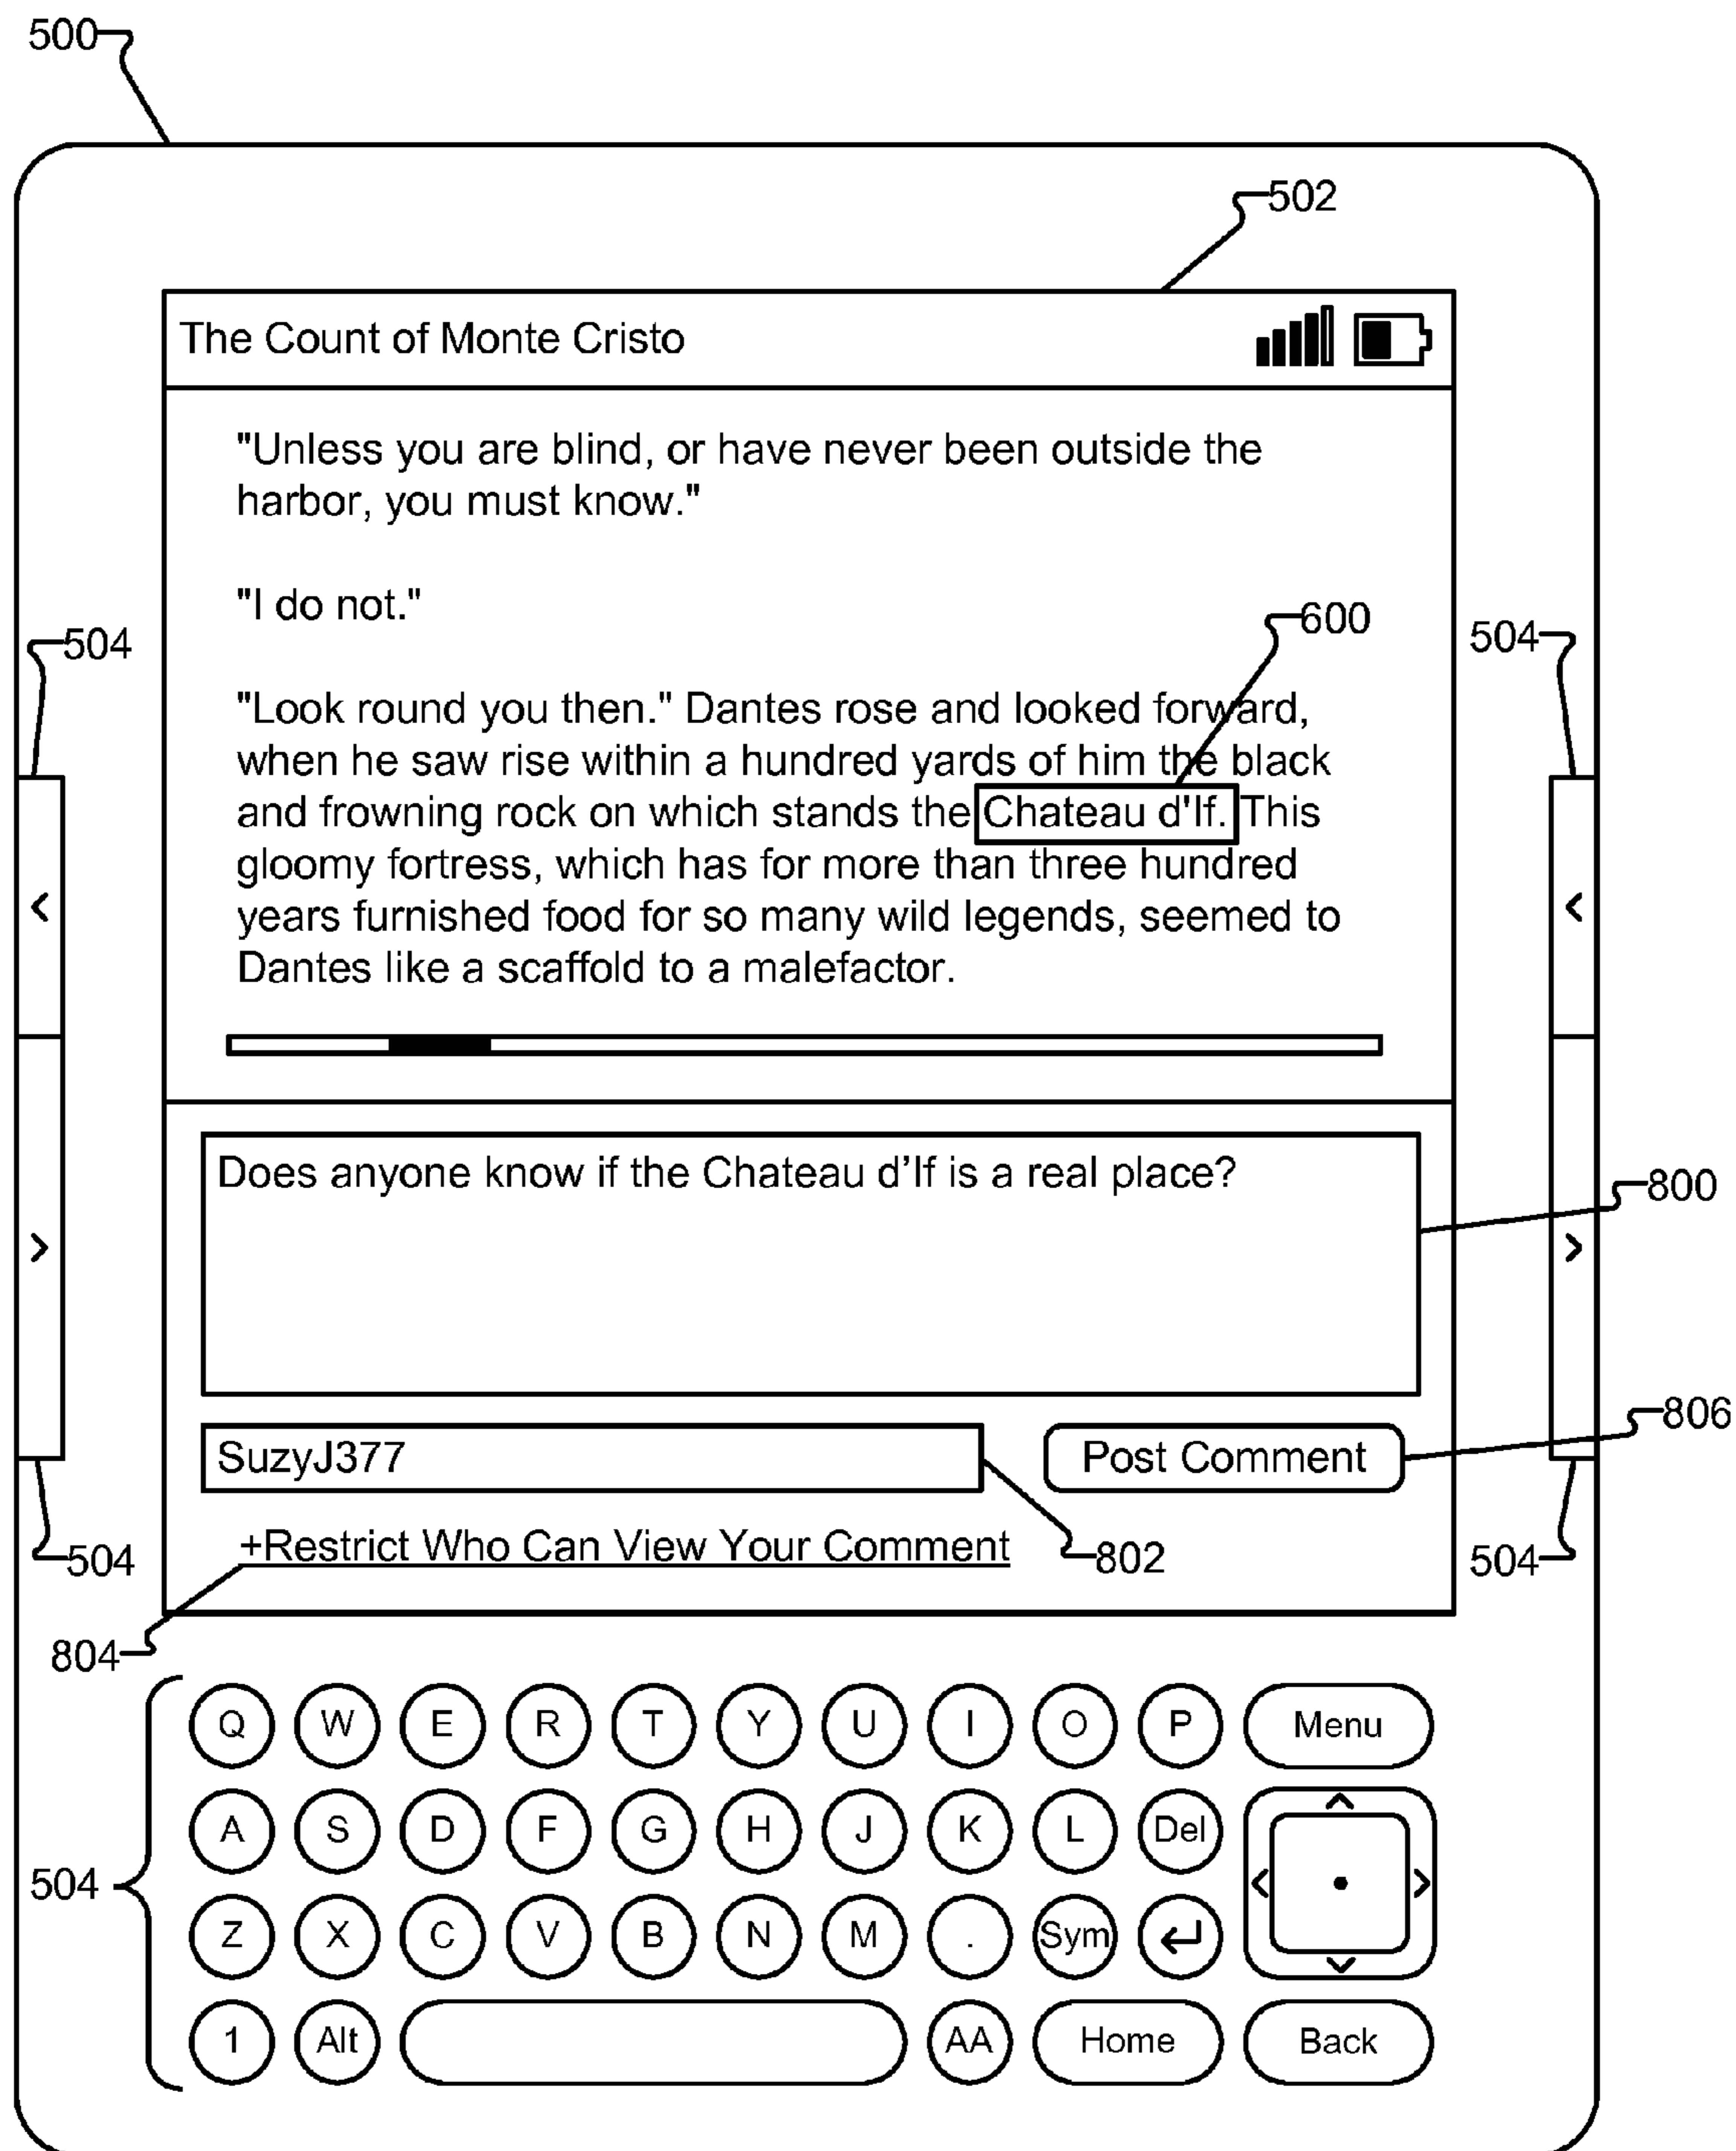 500
502
The Count of Monte Cristo
"Unless you are blind, or have never been outside the
harbor, you must know."
"I do not."
600
504
504
"Look round you then." Dantes rose and looked forward,
when he saw rise within a hundred yards of him the black
and frowning rock on which stands the Chateau d'If. This
gloomy fortress, which has for more than three hundred
years furnished food for so many wild legends, seemed to
Dantes like a scaffold to a malefactor.
<
<
Does anyone know if the Chateau d’If is a real place?
800
>
>
806
SuzyJ377
Post Comment
+Restrict Who Can View Your Comment
802
504
504
804
Q W E R T Y U I O P Menu
A S D F G H J K L Del
504
Z X C V B N M . Sym
1 Alt AA Home Back